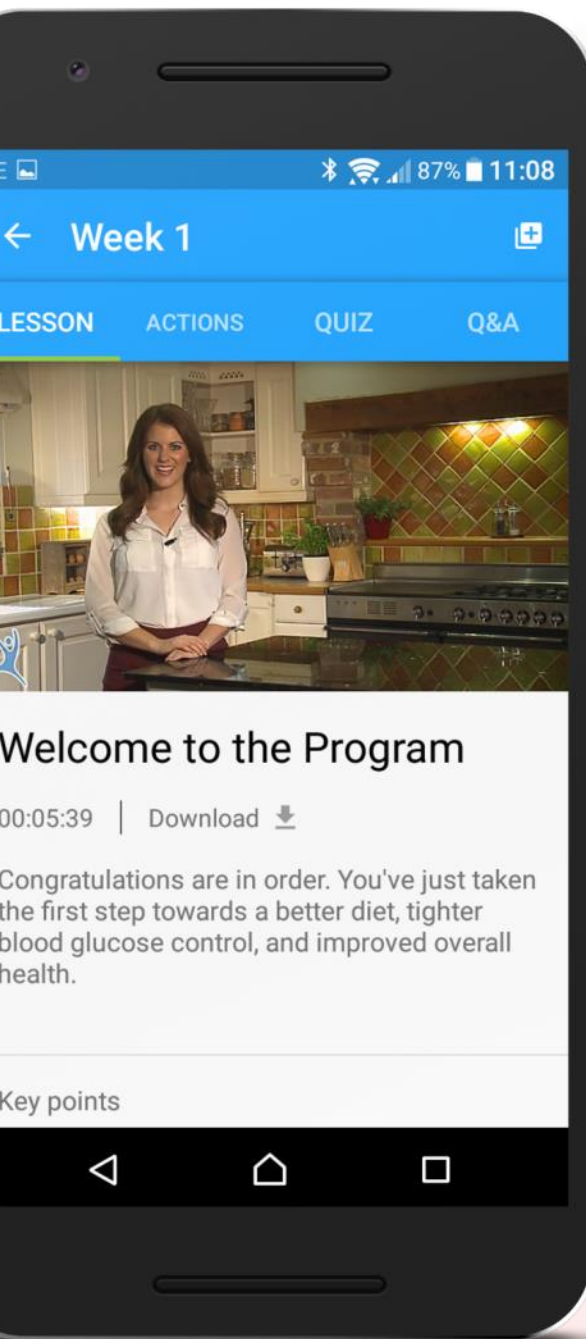 87% 11:08
Week 1
LESSON ACTIONS QUIZ Q&A
Welcome to the Program
00:05:39 | Download
Congratulations are in order. You've just taken
the first step towards a better diet, tighter
blood glucose control, and improved overall
health.
Key points